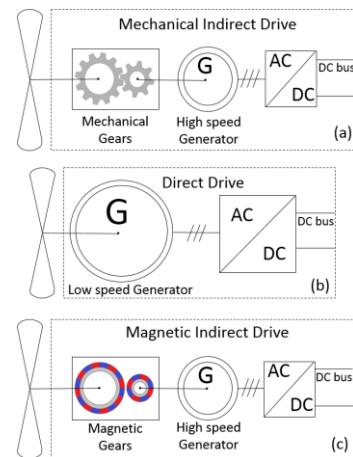 Mechanical Indirect Drive
G
AC
DC
DC bus
Mechanical
Gears
High speed
Generator
(a)
Direct Drive
G
AC
DC
DC bus
Low speed Generator
(b)
Magnetic Indirect Drive
G
AC
DC
DC bus
Magnetic
Gears
High speed
Generator
(c)